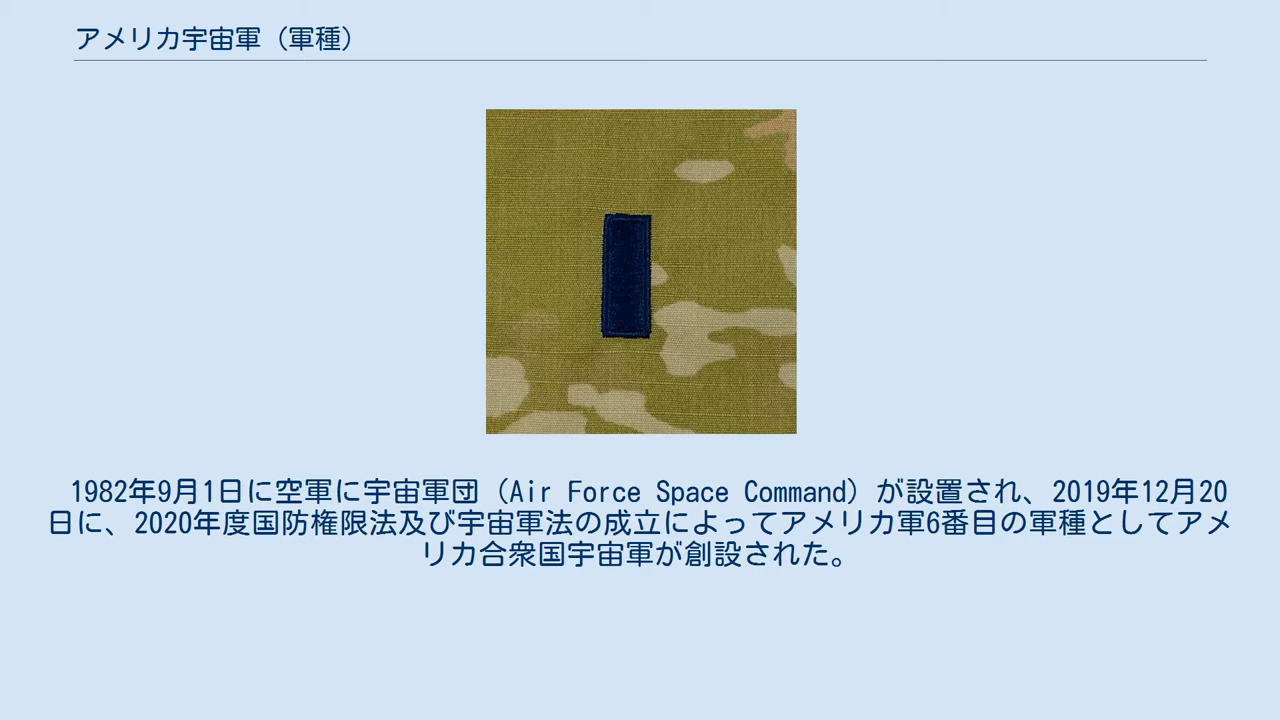 アメリカ宇宙軍（軍種）
1982年9月1日に空軍に宇宙軍団（Air Force Space Command）が設置され、2019年12月20
日に、2020年度国防権限法及び宇宙軍法の成立によってアメリカ軍6番目の軍種としてアメ
リカ合衆国宇宙軍が創設された。